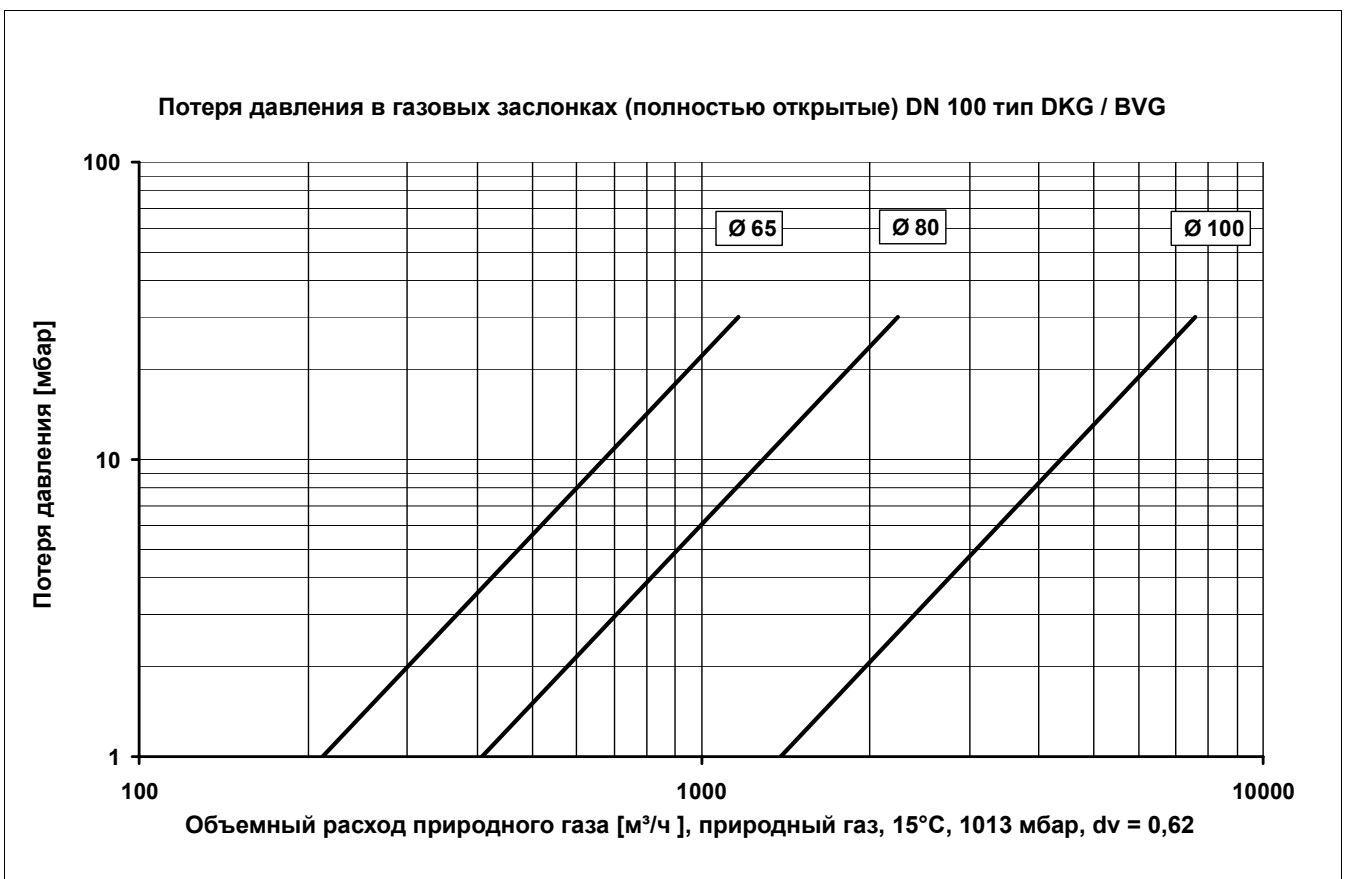 Потеря давления в газовых заслонках (полностью открытые) DN 100 тип DKG / BVG
100
Ø 65
Ø 80
Ø 100
Потеря давления [мбар]
10
1
100
1000
10000
Объемный расход природного газа [м³/ч ], природный газ, 15°C, 1013 мбар, dv = 0,62